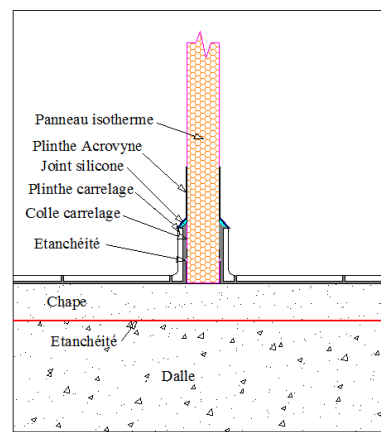 Panneau isotherme
Plinthe Acrovyne
Joint silicone
Plinthe carrelage
Colle carrelage
Etanchéité
Chape
Etanchéité
Dalle